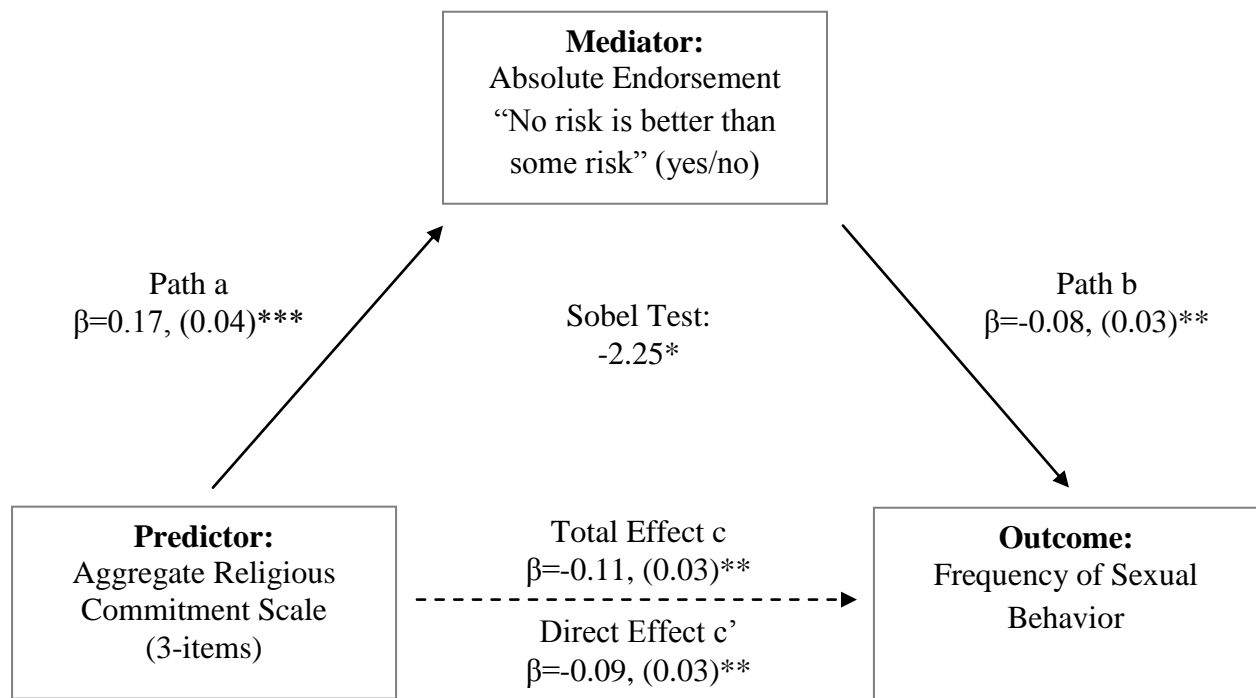 Mediator:
Absolute Endorsement
“No risk is better than
some risk” (yes/no)
Path a
β=0.17, (0.04)***
Sobel Test:
-2.25*
Path b
β=-0.08, (0.03)**
Predictor:
Aggregate Religious
Commitment Scale
(3-items)
Total Effect c
β=-0.11, (0.03)**
Direct Effect c’
β=-0.09, (0.03)**
Outcome:
Frequency of Sexual
Behavior